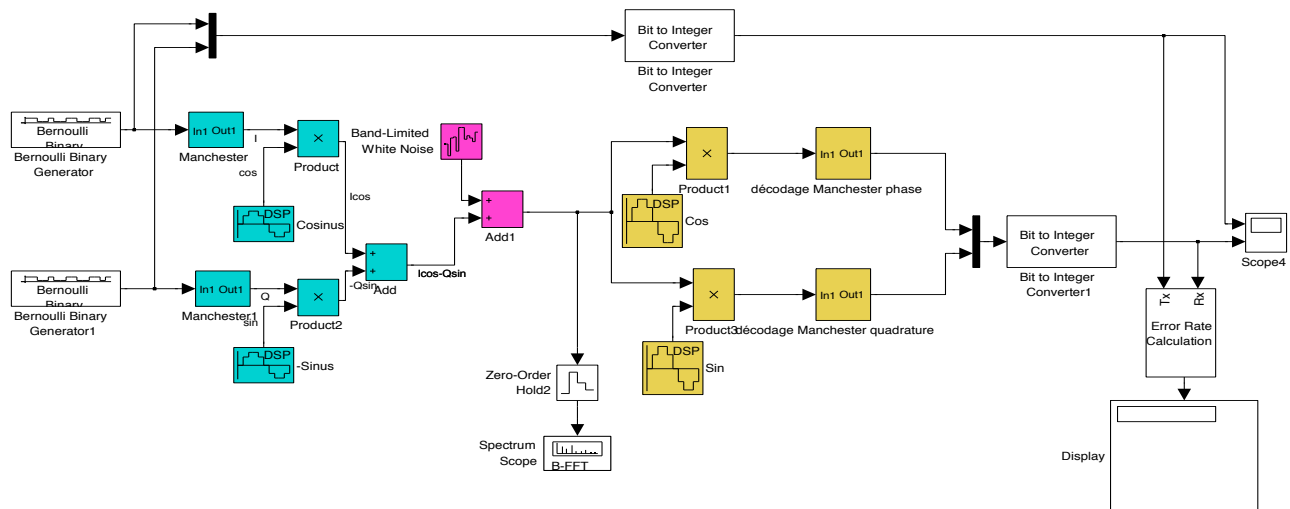 Bit to Integer
Converter
Bit to Integer
Converter
Bernoulli
Binary
Bernoulli Binary
Generator
In1 Out1
Manchester
I
cos
×
Product
Band-Limited
White Noise
DSP
Cosinus
Icos
+
+
Add1
+
+
Add
Icos-Qsin
-Qsin
Bernoulli
Binary
Bernoulli Binary
Generator1
In1 Out1
Manchester1
Q
sin
×
Product2
DSP
-Sinus
×
Product1
DSP
Cos
In1 Out1
décodage Manchester phase
×
Product3
DSP
Sin
In1 Out1
décodage Manchester quadrature
Bit to Integer
Converter
Bit to Integer
Converter1
Scope4
Tx
Rx
Error Rate
Calculation
Display
Zero-Order
Hold2
Spectrum
Scope
B-FFT